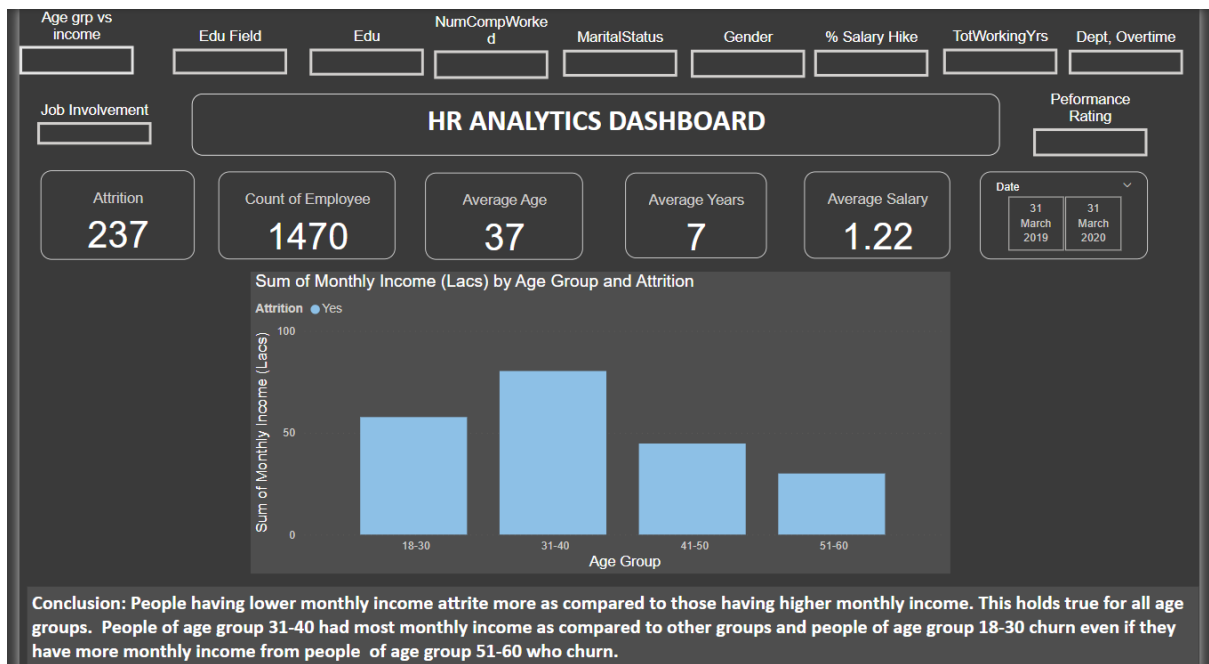 Age grp vs
income
Edu Field
Edu
NumCompWorke
d
MaritalStatus
Gender
% Salary Hike
TotWorkingYrs
Dept, Overtime
Job Involvement
HR ANALYTICS DASHBOARD
Peformance
Rating
Attrition
237
Count of Employee
1470
Average Age
37
Average Years
7
Average Salary
1.22
Date
31
March
2019
31
March
2020
Sum of Monthly Income (Lacs) by Age Group and Attrition
Attrition Yes
Sum of Monthly Income (Lacs)
100
50
0
18-30
31-40
41-50
51-60
Age Group
Conclusion: People having lower monthly income attrite more as compared to those having higher monthly income. This holds true for all age
groups. People of age group 31-40 had most monthly income as compared to other groups and people of age group 18-30 churn even if they
have more monthly income from people of age group 51-60 who churn.